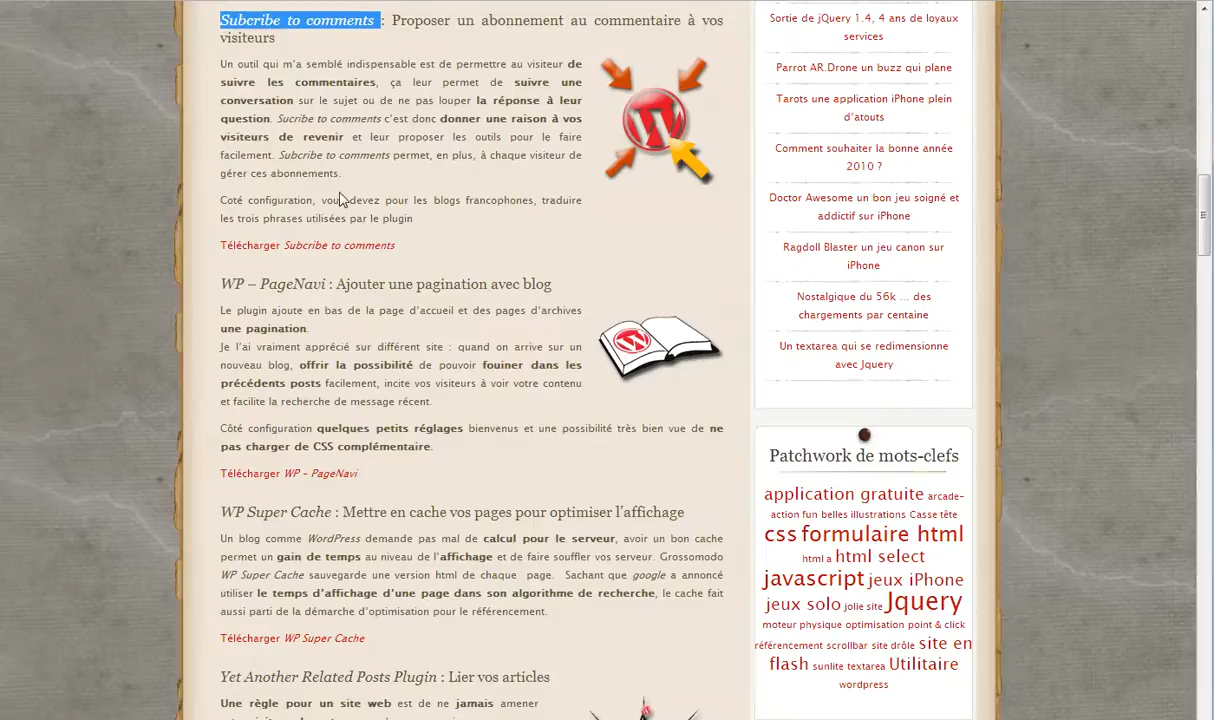 Subcribe to comments : Proposer un abonnement au commentaire à vos
visiteurs
Un outil qui m'a semblé indispensable est de permettre au visiteur de
suivre les commentaires, ça leur permet de suivre une
conversation sur le sujet ou de ne pas louper la réponse à leur
question. Sucribe to comments c'est donc donner une raison à vos
visiteurs de revenir et leur proposer les outils pour le faire
facilement. Subcribe to comments permet, en plus, à chaque visiteur de
gérer ces abonnements.
Coté configuration, vous devez pour les blogs francophones, traduire
les trois phrases utilisées par le plugin
Télécharger Subcribe to comments
WP – PageNavi : Ajouter une pagination avec blog
Le plugin ajoute en bas de la page d'accueil et des pages d'archives
une pagination.
Je l'ai vraiment apprécié sur différent site : quand on arrive sur un
nouveau blog, offrir la possibilité de pouvoir fouiner dans les
précédents posts facilement, incite vos visiteurs à voir votre contenu
et facilite la recherche de message récent.
Côté configuration quelques petits réglages bienvenus et une possibilité très bien vue de ne
pas charger de CSS complémentaire.
Télécharger WP - PageNavi
WP Super Cache : Mettre en cache vos pages pour optimiser l'affichage
Un blog comme WordPress demande pas mal de calcul pour le serveur, avoir un bon cache
permet un gain de temps au niveau de l'affichage et de faire souffler vos serveur. Grossomodo
WP Super Cache sauvegarde une version html de chaque page. Sachant que google a annoncé
utiliser le temps d'affichage d'une page dans son algorithme de recherche, le cache fait
aussi parti de la démarche d'optimisation pour le référencement.
Télécharger WP Super Cache
Yet Another Related Posts Plugin : Lier vos articles
Une règle pour un site web est de ne jamais amener
Sortie de jQuery 1.4, 4 ans de loyaux
services
Parrot AR.Drone un buzz qui plane
Tarots une application iPhone plein
d'atouts
Comment souhaiter la bonne année
2010 ?
Doctor Awesome un bon jeu soigné et
addictif sur iPhone
Ragdoll Blaster un jeu canon sur
iPhone
Nostalgique du 56k ... des
chargements par centaine
Un textarea qui se redimensionne
avec Jquery
Patchwork de mots-clefs
application gratuite arcade-
action fun belles illustrations Casse tête
css formulaire html
html a html select
javascript jeux iPhone
jeux solo jolie site Jquery
moteur physique optimisation point & click
référencement scrollbar site drôle site en
flash sunlite textarea Utilitaire
wordpress